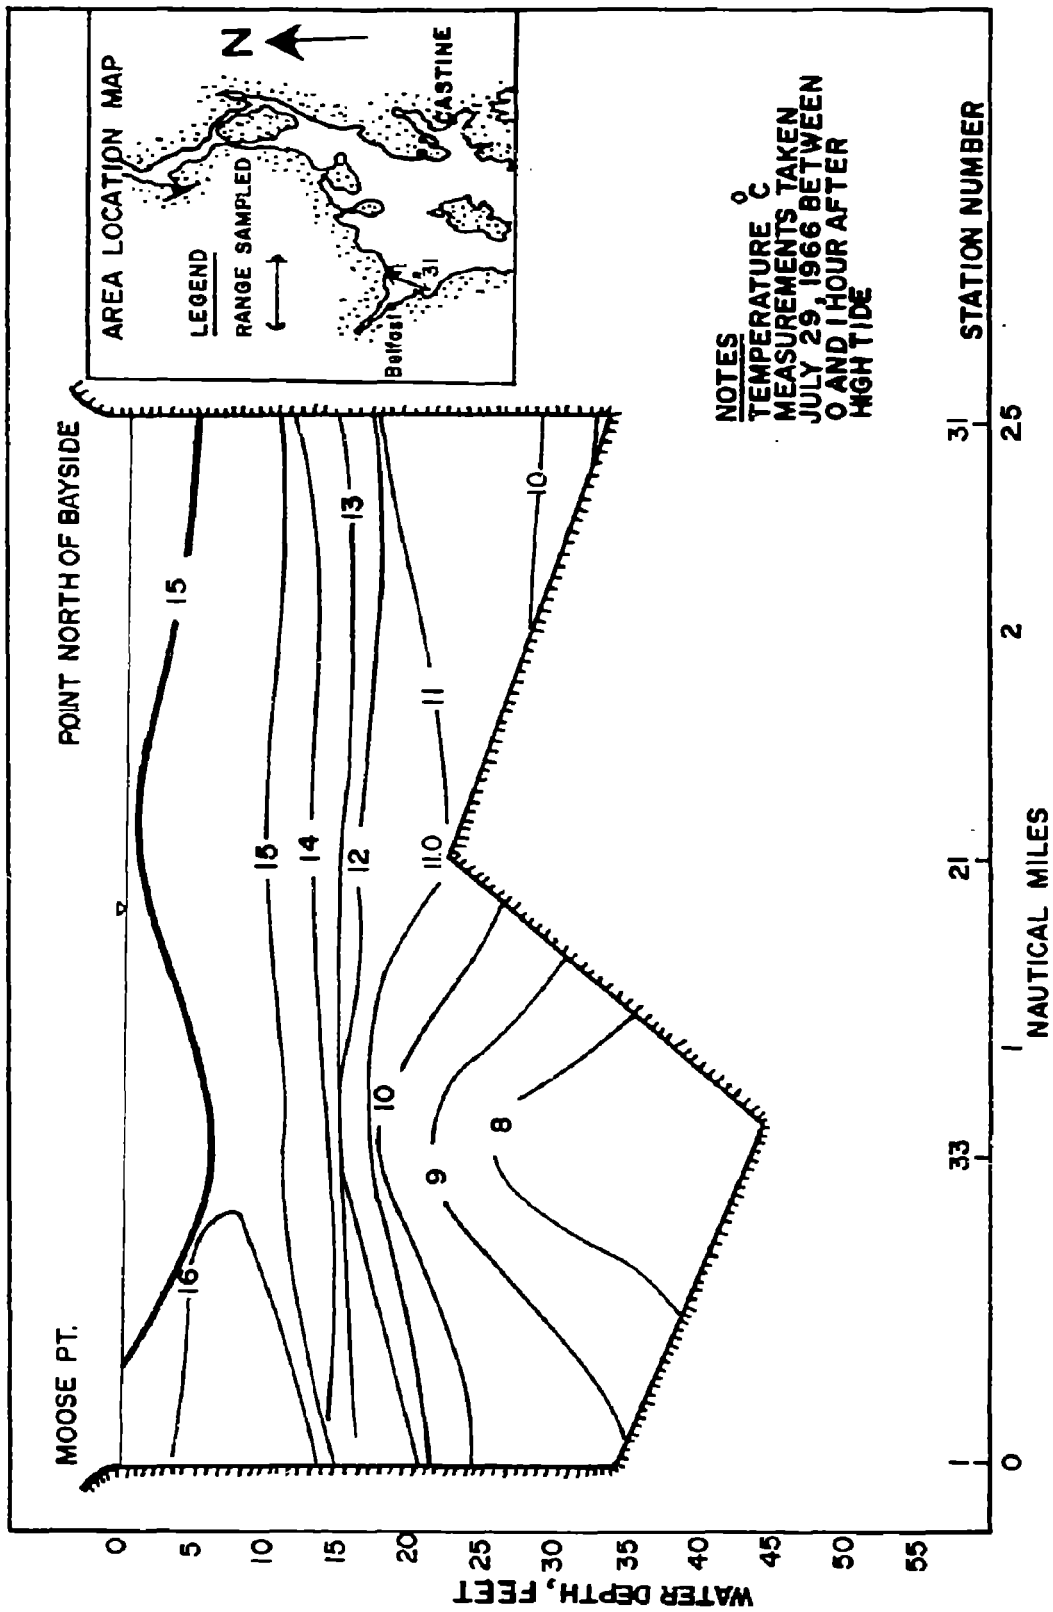 MOOSE PT.
POINT NORTH OF BAYSIDE
AREA LOCATION MAP
LEGEND
RANGE SAMPLED
N
Belfast
1
31
CASTINE
WATER DEPTH, FEET
0
5
10
15
20
25
30
35
40
45
50
55
16
15
15
14
13
12
11
11.0
10
10
9
8
NOTES
TEMPERATURE °C
MEASUREMENTS TAKEN
JULY 29, 1966 BETWEEN
0 AND 1 HOUR AFTER
HIGH TIDE
1 33 21 31 STATION NUMBER
0 1 2 25
NAUTICAL MILES